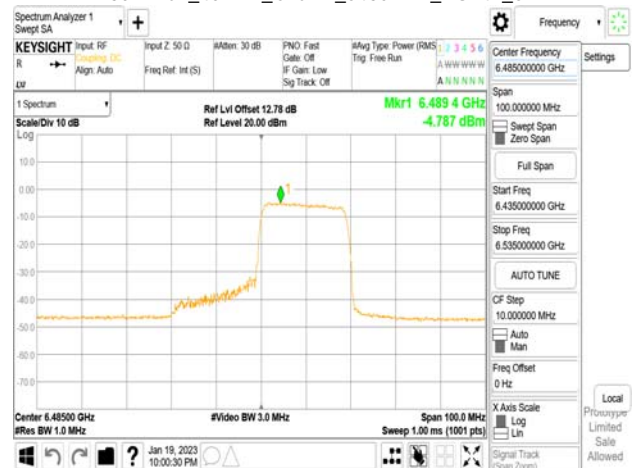 Spectrum Analyzer 1
Swept SA
Frequency
KEYSIGHT
R
LXI
Input: RF
Coupling: DC
Align: Auto
Input Z: 50 Ω
Freq Ref: Int (S)
#Atten: 30 dB
PNO: Fast
Gate: Off
IF Gain: Low
Sig Track: Off
#Avg Type: Power (RMS
Trig: Free Run
1 2 3 4 5 6
A W W W W W
A N N N N N
1 Spectrum
Scale/Div 10 dB
Log
Ref Lvl Offset 12.78 dB
Ref Level 20.00 dBm
Mkr1 6.489 4 GHz
-4.787 dBm
10.0
0.00
-10.0
-20.0
-30.0
-40.0
-50.0
-60.0
-70.0
1
Center 6.48500 GHz
#Res BW 1.0 MHz
#Video BW 3.0 MHz
Span 100.0 MHz
Sweep 1.00 ms (1001 pts)
Jan 19, 2023
10:00:30 PM
Center Frequency
6.485000000 GHz
Settings
Span
100.000000 MHz
Swept Span
Zero Span
Full Span
Start Freq
6.435000000 GHz
Stop Freq
6.535000000 GHz
AUTO TUNE
CF Step
10.000000 MHz
Auto
Man
Freq Offset
0 Hz
X Axis Scale
Log
Lin
Signal Track
(Span Zoom)
Local
Prototype
Limited
Sale
Allowed